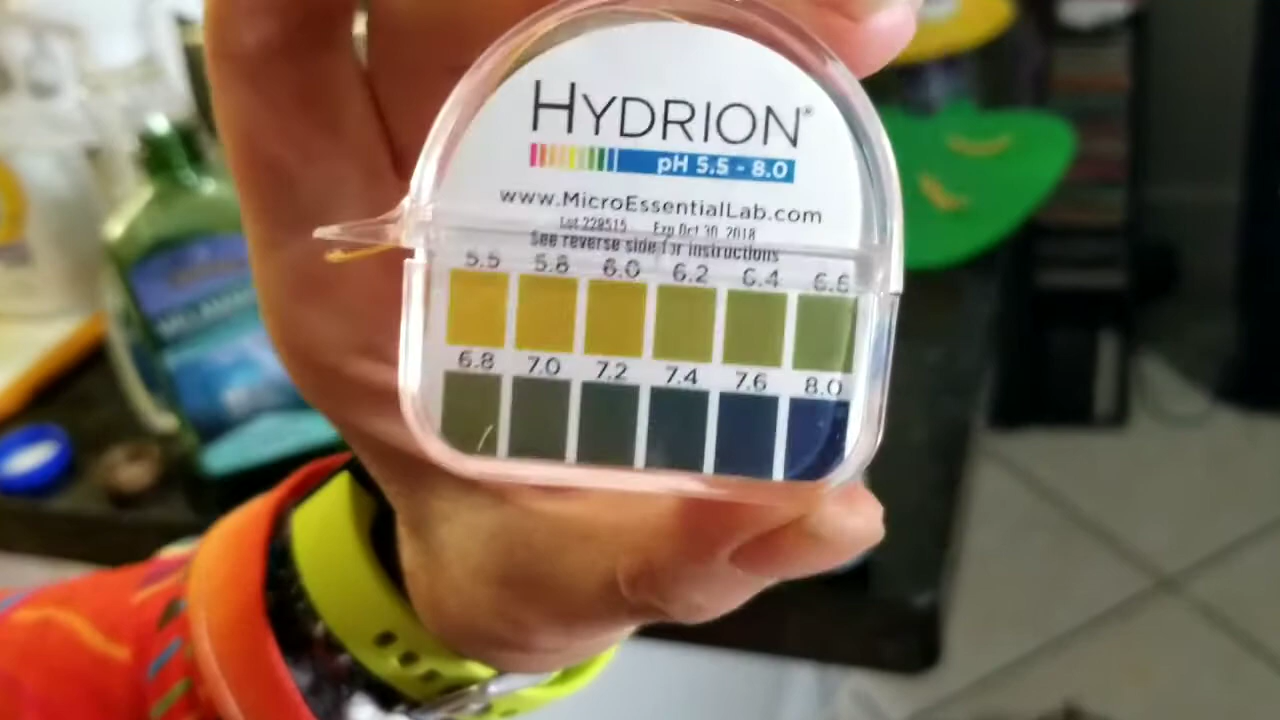 HYDRION®
pH 5.5 - 8.0
www.MicroEssentialLab.com
Lot 229515 Exp Oct 30, 2018
See reverse side for instructions
5.5 5.8 6.0 6.2 6.4 6.6
6.8 7.0 7.2 7.4 7.6 8.0